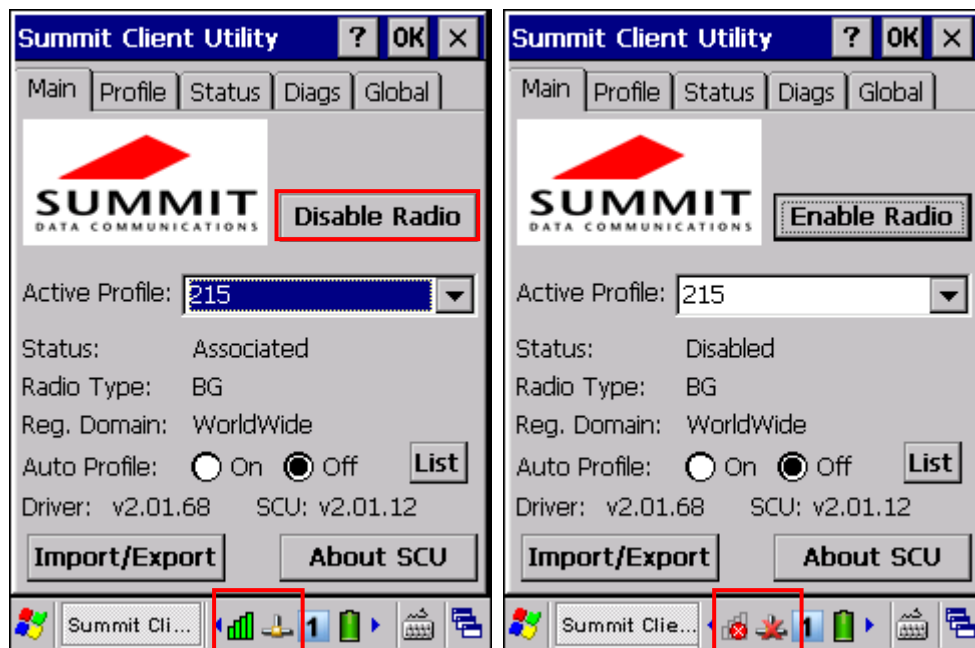 Summit Client Utility ? OK ×
Main Profile Status Diags Global
SUMMIT
DATA COMMUNICATIONS
Disable Radio
Active Profile: 215
Status: Associated
Radio Type: BG
Reg. Domain: WorldWide
Auto Profile: On Off List
Driver: v2.01.68 SCU: v2.01.12
Import/Export About SCU
Summit Cli... 1
Summit Client Utility ? OK ×
Main Profile Status Diags Global
SUMMIT
DATA COMMUNICATIONS
Enable Radio
Active Profile: 215
Status: Disabled
Radio Type: BG
Reg. Domain: WorldWide
Auto Profile: On Off List
Driver: v2.01.68 SCU: v2.01.12
Import/Export About SCU
Summit Clie... 1